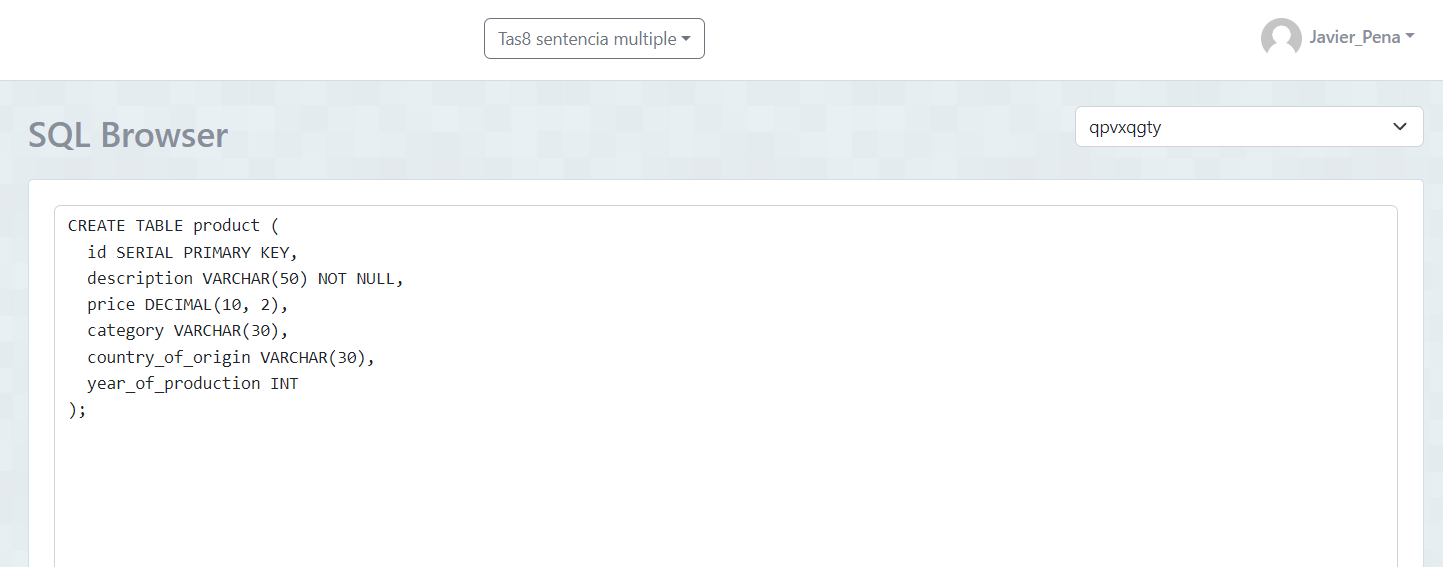 Tas8 sentencia multiple
Javier_Pena
SQL Browser
qpvxqgty
CREATE TABLE product (
  id SERIAL PRIMARY KEY,
  description VARCHAR(50) NOT NULL,
  price DECIMAL(10, 2),
  category VARCHAR(30),
  country_of_origin VARCHAR(30),
  year_of_production INT
);